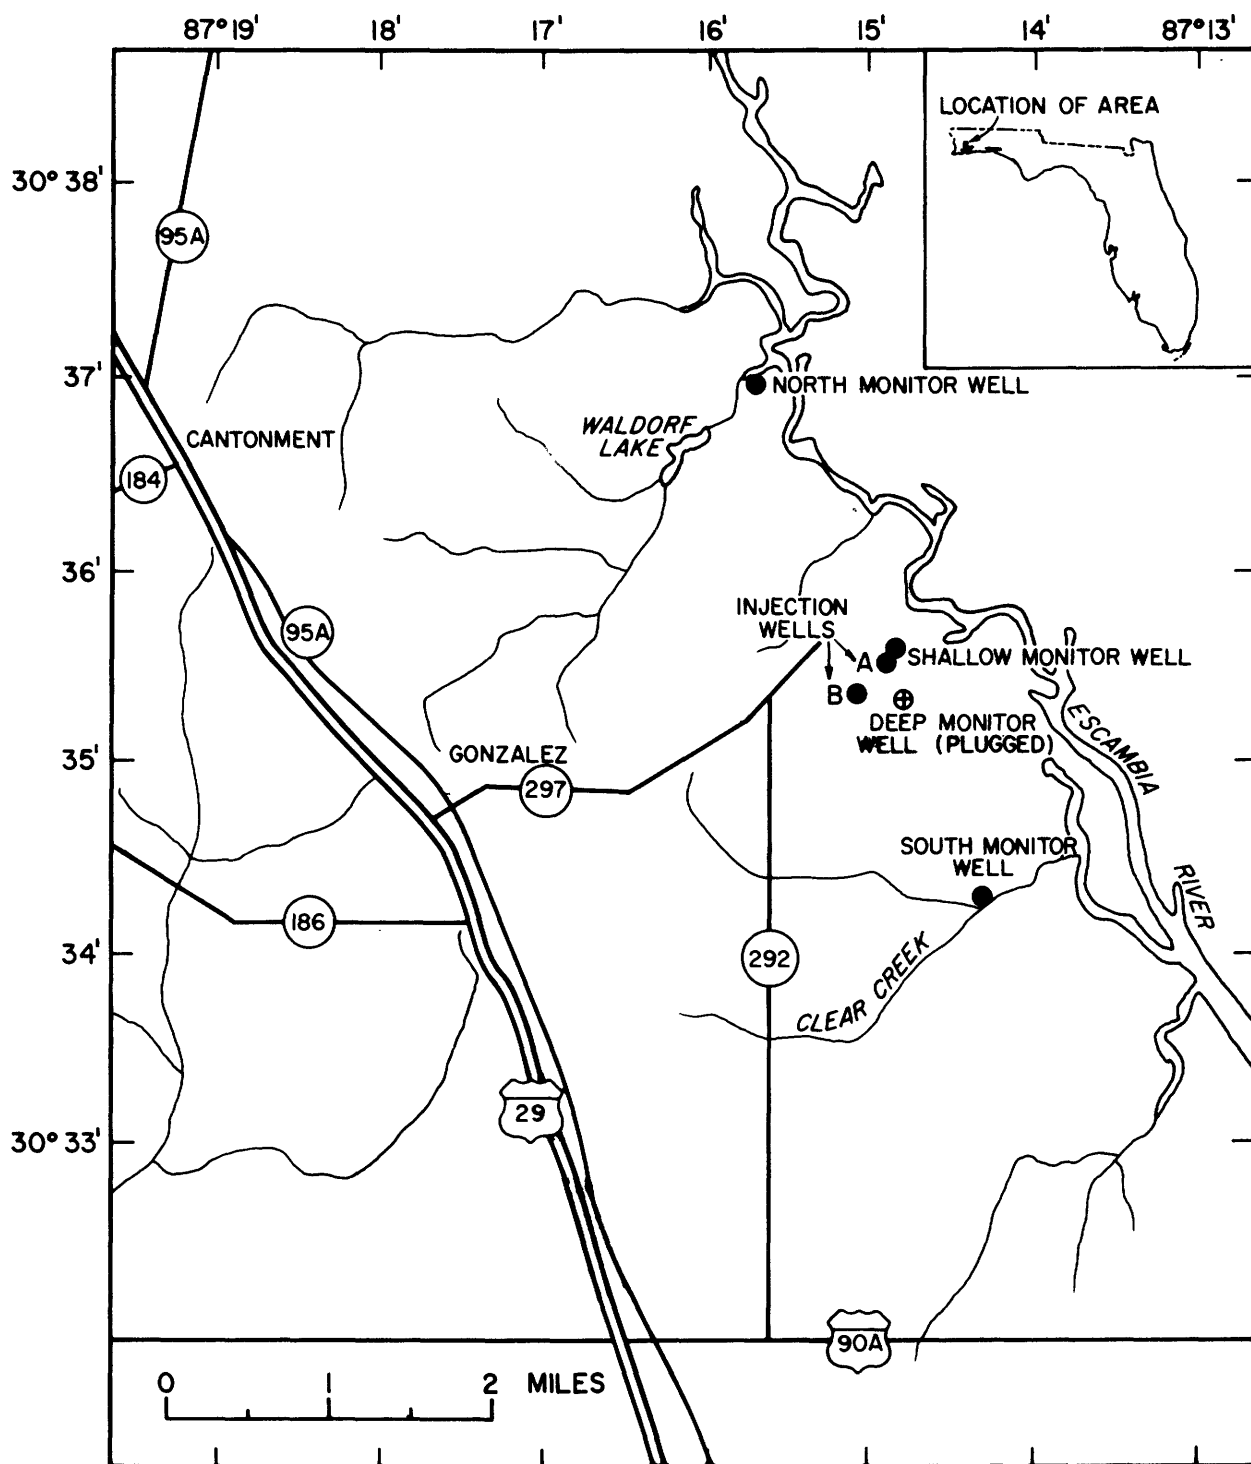 87°19' 18' 17' 16' 15' 14' 87°13'
LOCATION OF AREA
30°38'
95A
37'
NORTH MONITOR WELL
WALDORF
LAKE
CANTONMENT
184
36'
INJECTION
WELLS
95A
A
SHALLOW MONITOR WELL
B
DEEP MONITOR
WELL (PLUGGED)
ESCAMBIA
RIVER
35'
GONZALEZ
297
SOUTH MONITOR
WELL
186
34'
292
CLEAR CREEK
29
30°33'
90A
0 1 2 MILES